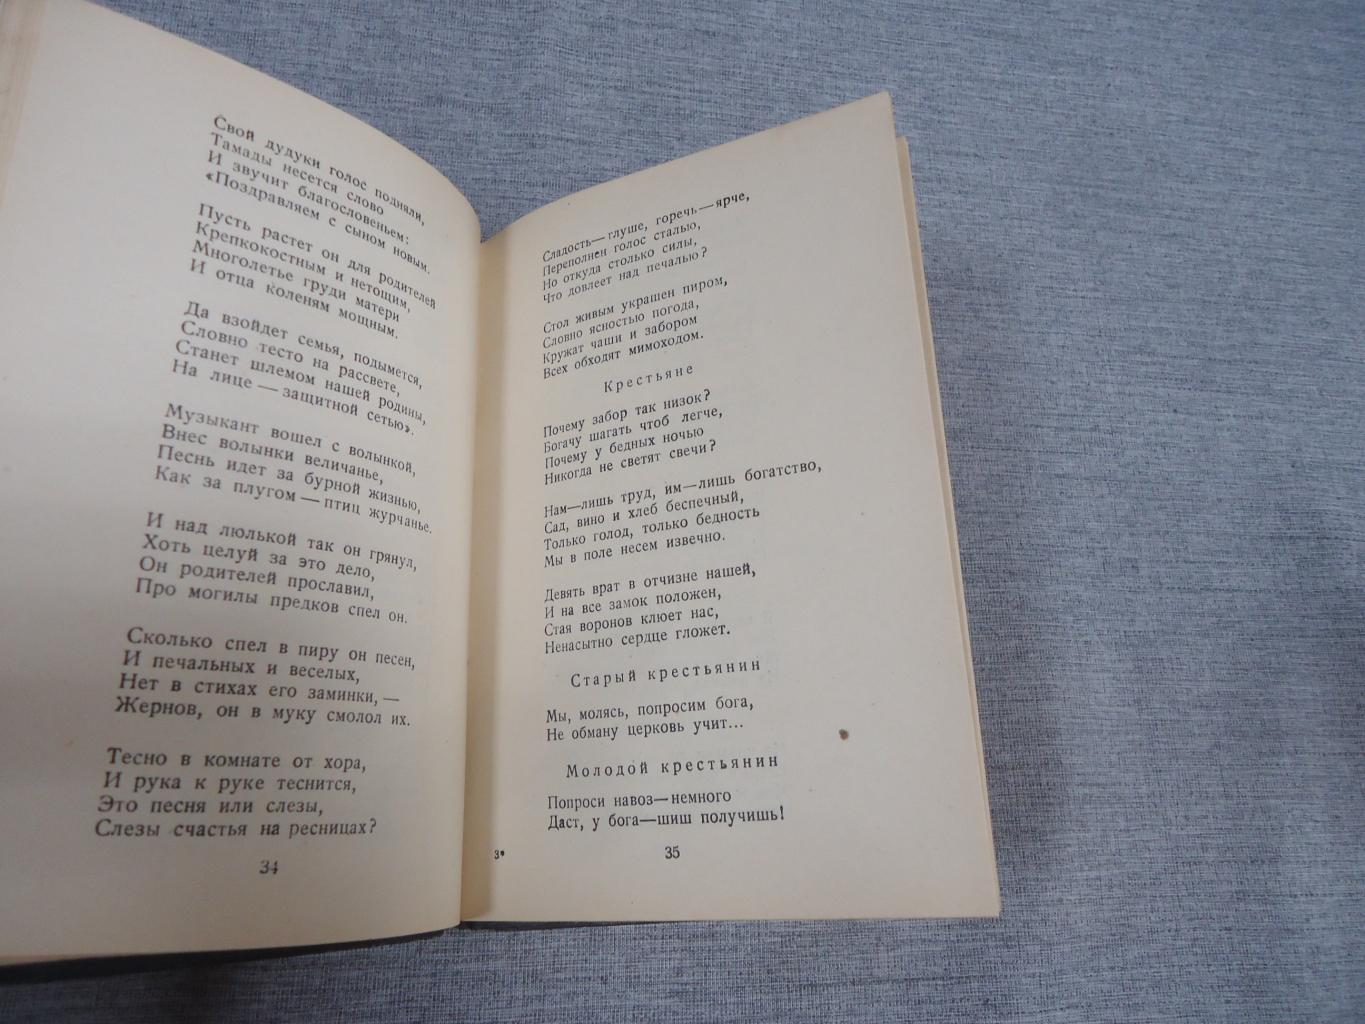 Свой дудуки голос подняли,
Тамады несется слово
И звучит благословеньем:
«Поздравляем с сыном новым.
Пусть растет он для родителей
Крепкокостным и нетощим,
Многолетье груди матери
И отца коленям мощным.
Да взойдет семья, подымется,
Словно тесто на рассвете,
Станет шлемом нашей родины,
На лице — защитной сетью».
Музыкант вошел с волынкой,
Внес волынки величанье,
Песнь идет за бурной жизнью,
Как за плугом — птиц журчанье.
И над люлькой так он грянул,
Хоть целуй за это дело,
Он родителей прославил,
Про могилы предков спел он.
Сколько спел в пиру он песен,
И печальных и веселых,
Нет в стихах его заминки, —
Жернов, он в муку смолол их.
Тесно в комнате от хора,
И рука к руке теснится,
Это песня или слезы,
Слезы счастья на ресницах?
34
Сладость—глуше, горечь—ярче,
Переполнен голос сталью,
Но откуда столько силы,
Что довлеет над печалью?
Стол живым украшен пиром,
Словно ясностью погода,
Кружат чаши и забором
Всех обходят мимоходом.
Крестьяне
Почему забор так низок?
Богачу шагать чтоб легче,
Почему у бедных ночью
Никогда не светят свечи?
Нам—лишь труд, им—лишь богатство,
Сад, вино и хлеб беспечный,
Только голод, только бедность
Мы в поле несем извечно.
Девять врат в отчизне нашей,
И на все замок положен,
Стая воронов клюет нас,
Ненасытно сердце гложет.
Старый крестьянин
Мы, молясь, попросим бога,
Не обману церковь учит...
Молодой крестьянин
Попроси навоз—немного
Даст, у бога—шиш получишь!
3*
35